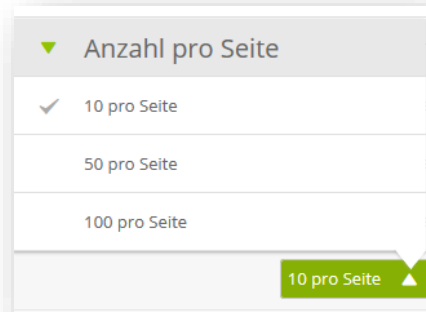 Anzahl pro Seite
10 pro Seite
50 pro Seite
100 pro Seite
10 pro Seite